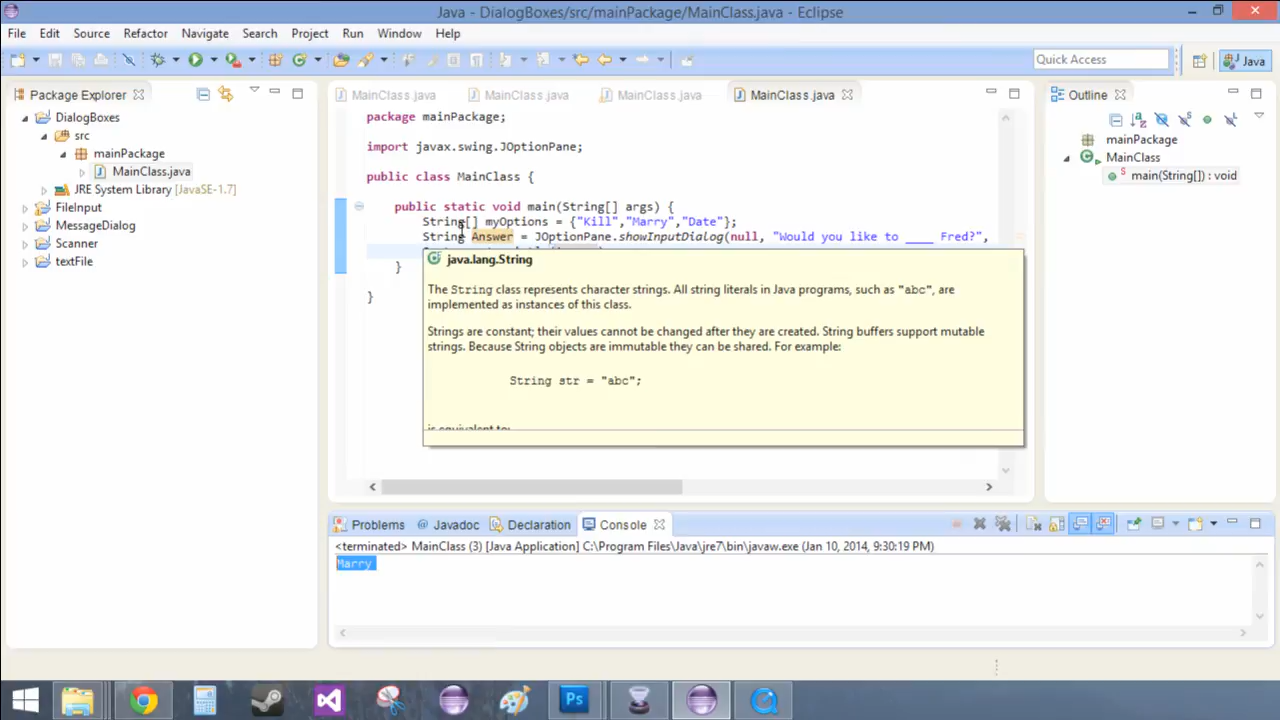 Java - DialogBoxes/src/mainPackage/MainClass.java - Eclipse
File Edit Source Refactor Navigate Search Project Run Window Help
Quick Access
Java
Package Explorer
DialogBoxes
src
mainPackage
MainClass.java
JRE System Library [JavaSE-1.7]
FileInput
MessageDialog
Scanner
textFile
MainClass.java MainClass.java MainClass.java MainClass.java
package mainPackage;
import javax.swing.JOptionPane;
public class MainClass {
public static void main(String[] args) {
String[] myOptions = {"Kill","Marry","Date"};
String Answer = JOptionPane.showInputDialog(null, "Would you like to ____ Fred?",
}
}
java.lang.String
The String class represents character strings. All string literals in Java programs, such as "abc", are
implemented as instances of this class.
Strings are constant; their values cannot be changed after they are created. String buffers support mutable
strings. Because String objects are immutable they can be shared. For example:
String str = "abc";
is equivalent to:
Outline
mainPackage
MainClass
main(String[]) : void
Problems Javadoc Declaration Console
<terminated> MainClass (3) [Java Application] C:\Program Files\Java\jre7\bin\javaw.exe (Jan 10, 2014, 9:30:19 PM)
Marry
Ps